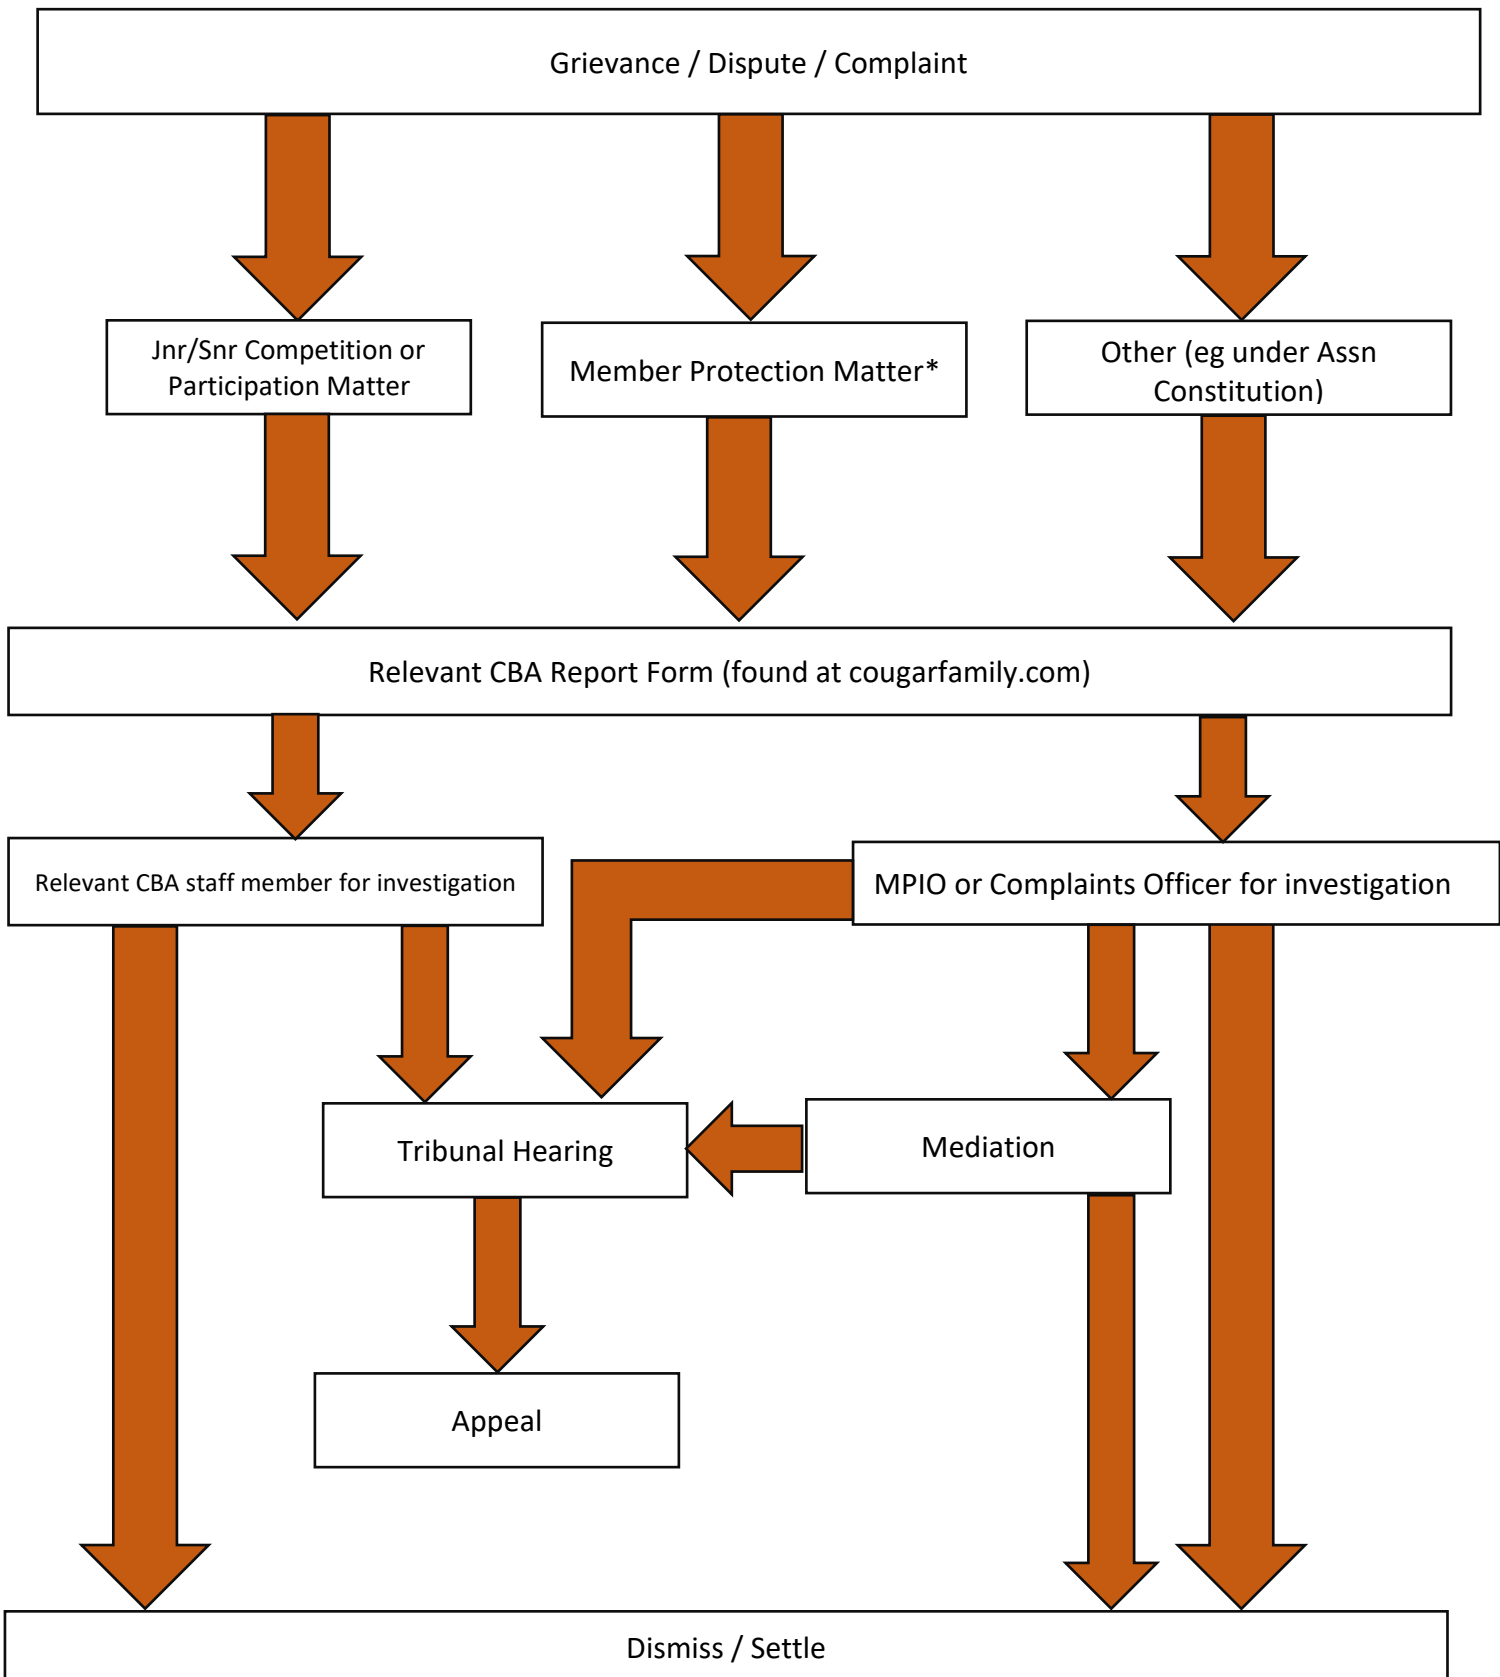 Grievance / Dispute / Complaint
Jnr/Snr Competition or
Participation Matter
Member Protection Matter*
Other (eg under Assn
Constitution)
Relevant CBA Report Form (found at cougarfamily.com)
Relevant CBA staff member for investigation
MPIO or Complaints Officer for investigation
Tribunal Hearing
Mediation
Appeal
Dismiss / Settle